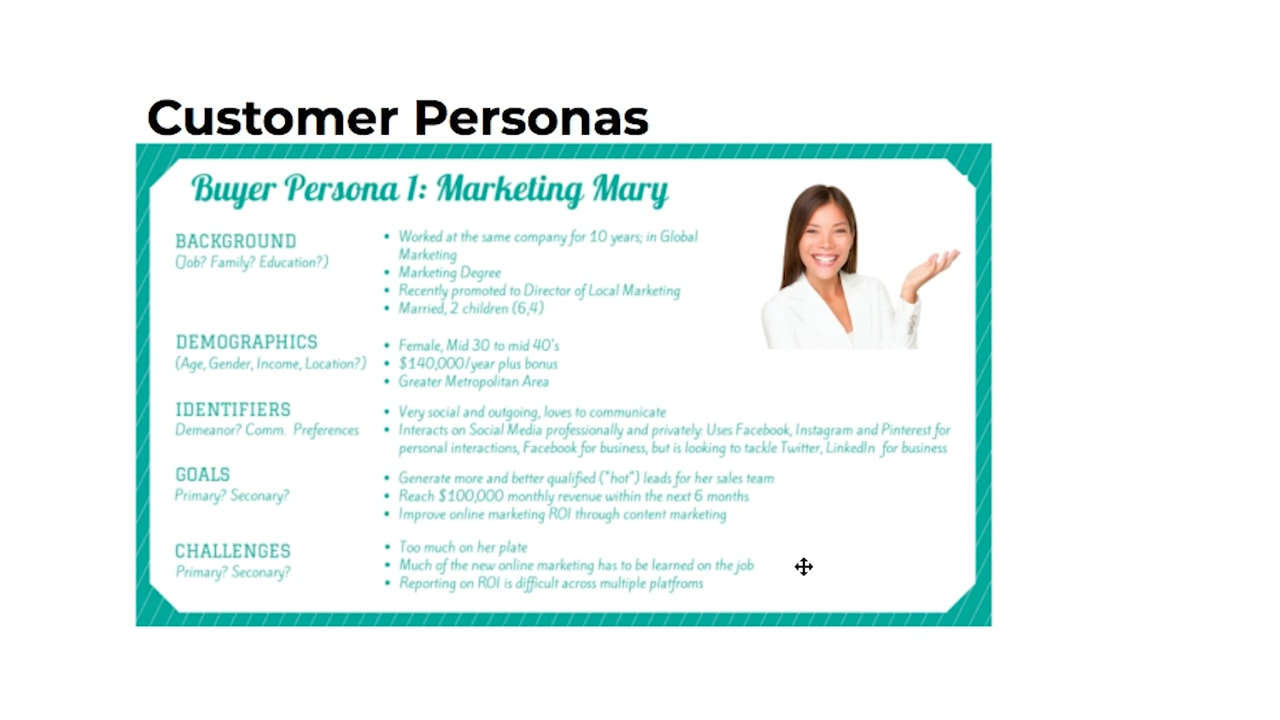 Customer Personas
Buyer Persona 1: Marketing Mary
BACKGROUND
(Job? Family? Education?)
• Worked at the same company for 10 years; in Global
Marketing
• Marketing Degree
• Recently promoted to Director of Local Marketing
• Married, 2 children (6,4)
DEMOGRAPHICS
(Age, Gender, Income, Location?)
• Female, Mid 30 to mid 40's
• $140,000/year plus bonus
• Greater Metropolitan Area
IDENTIFIERS
Demeanor? Comm. Preferences
• Very social and outgoing, loves to communicate
• Interacts on Social Media professionally and privately: Uses Facebook, Instagram and Pinterest for
personal interactions, Facebook for business, but is looking to tackle Twitter, LinkedIn for business
GOALS
Primary? Seconary?
• Generate more and better qualified ("hot") leads for her sales team
• Reach $100,000 monthly revenue within the next 6 months
• Improve online marketing ROI through content marketing
CHALLENGES
Primary? Seconary?
• Too much on her plate
• Much of the new online marketing has to be learned on the job
• Reporting on ROI is difficult across multiple platfroms